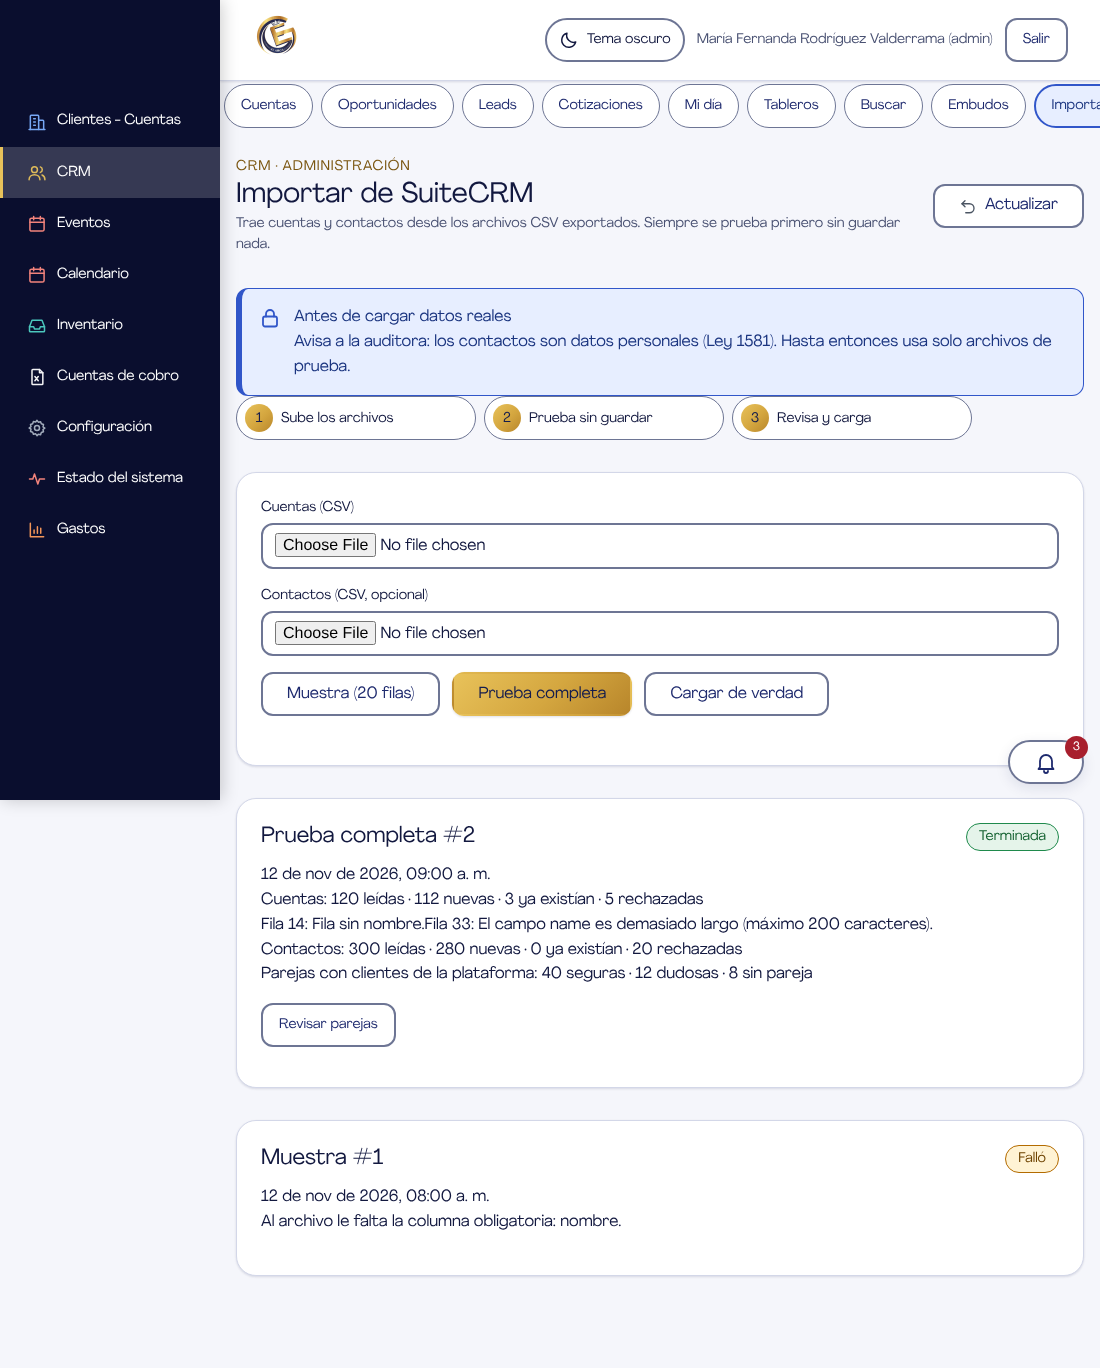 Tema oscuro
María Fernanda Rodríguez Valderrama (admin)
Salir
Clientes - Cuentas
CRM
Eventos
Calendario
Inventario
Cuentas de cobro
Configuración
Estado del sistema
Gastos
Cuentas
Oportunidades
Leads
Cotizaciones
Mi día
Tableros
Buscar
Embudos
Importa
CRM · ADMINISTRACIÓN
Importar de SuiteCRM
Trae cuentas y contactos desde los archivos CSV exportados. Siempre se prueba primero sin guardar
nada.
Actualizar
Antes de cargar datos reales
Avisa a la auditora: los contactos son datos personales (Ley 1581). Hasta entonces usa solo archivos de
prueba.
1 Sube los archivos
2 Prueba sin guardar
3 Revisa y carga
Cuentas (CSV)
Choose File No file chosen
Contactos (CSV, opcional)
Choose File No file chosen
Muestra (20 filas)
Prueba completa
Cargar de verdad
3
Prueba completa #2
Terminada
12 de nov de 2026, 09:00 a. m.
Cuentas: 120 leídas · 112 nuevas · 3 ya existían · 5 rechazadas
Fila 14: Fila sin nombre.Fila 33: El campo name es demasiado largo (máximo 200 caracteres).
Contactos: 300 leídas · 280 nuevas · 0 ya existían · 20 rechazadas
Parejas con clientes de la plataforma: 40 seguras · 12 dudosas · 8 sin pareja
Revisar parejas
Muestra #1
Falló
12 de nov de 2026, 08:00 a. m.
Al archivo le falta la columna obligatoria: nombre.